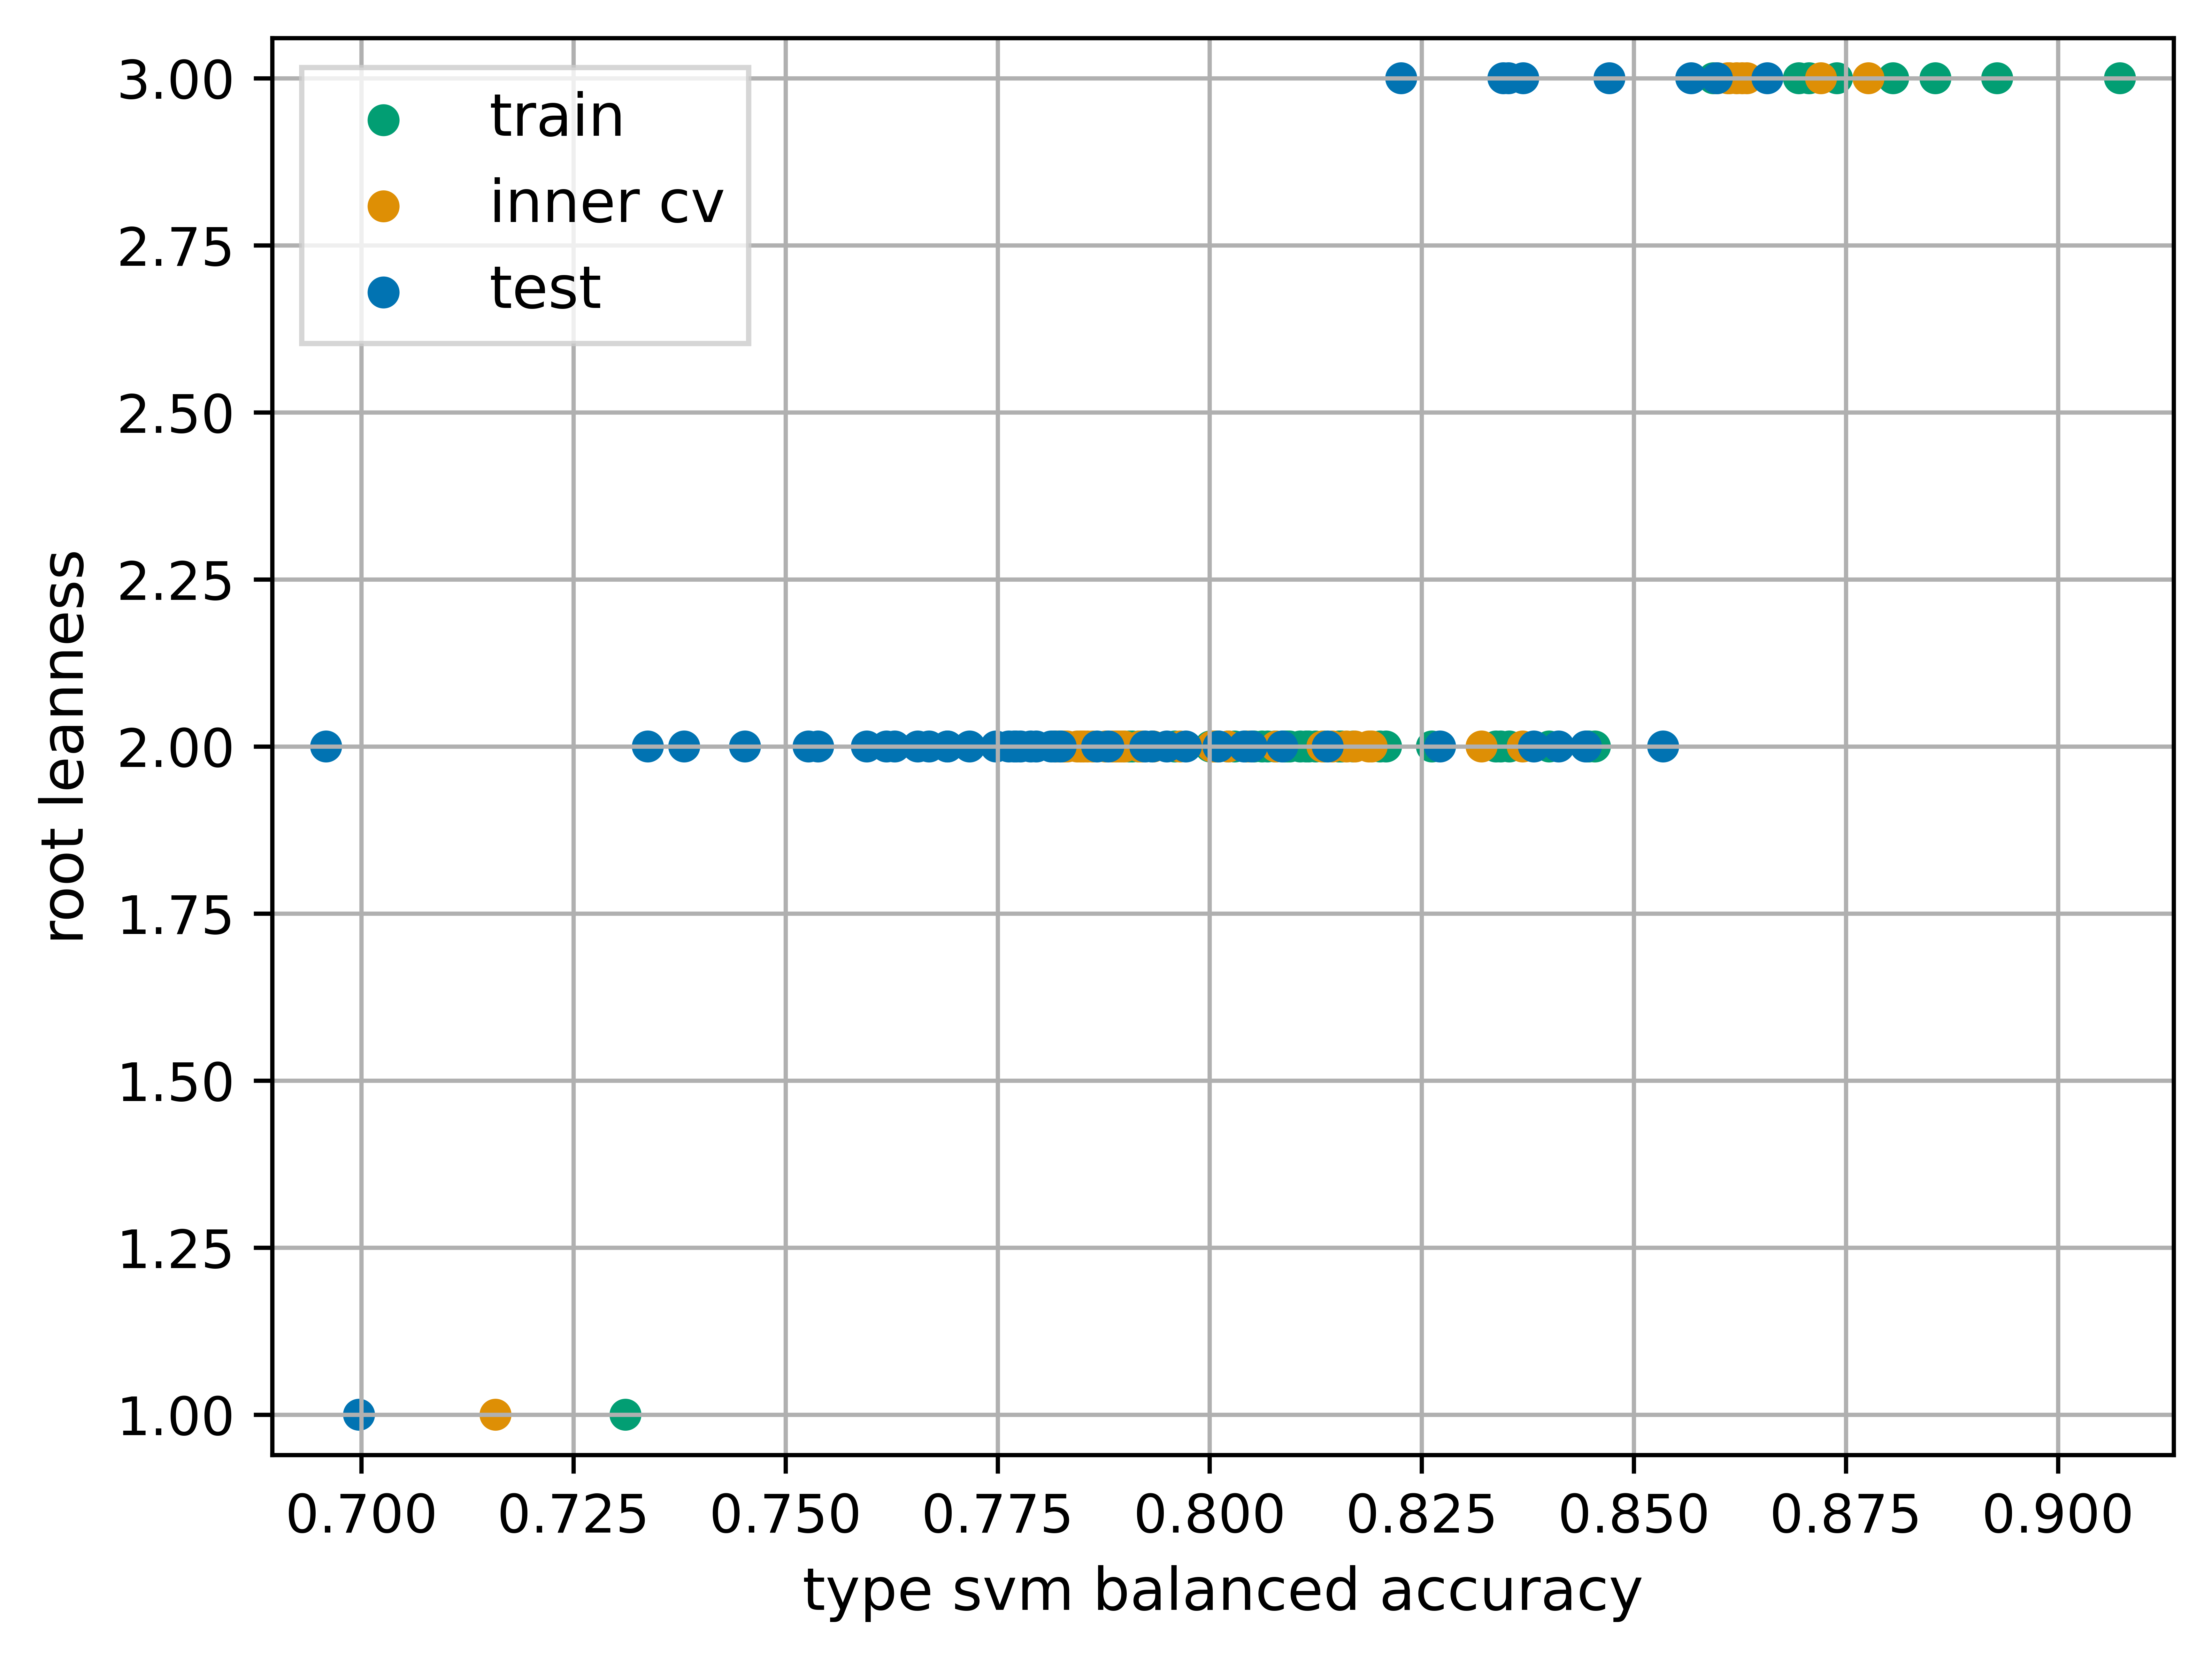 3.00
2.75
2.50
2.25
2.00
1.75
1.50
1.25
1.00
root leanness
train
inner cv
test
0.700 0.725 0.750 0.775 0.800 0.825 0.850 0.875 0.900
type svm balanced accuracy